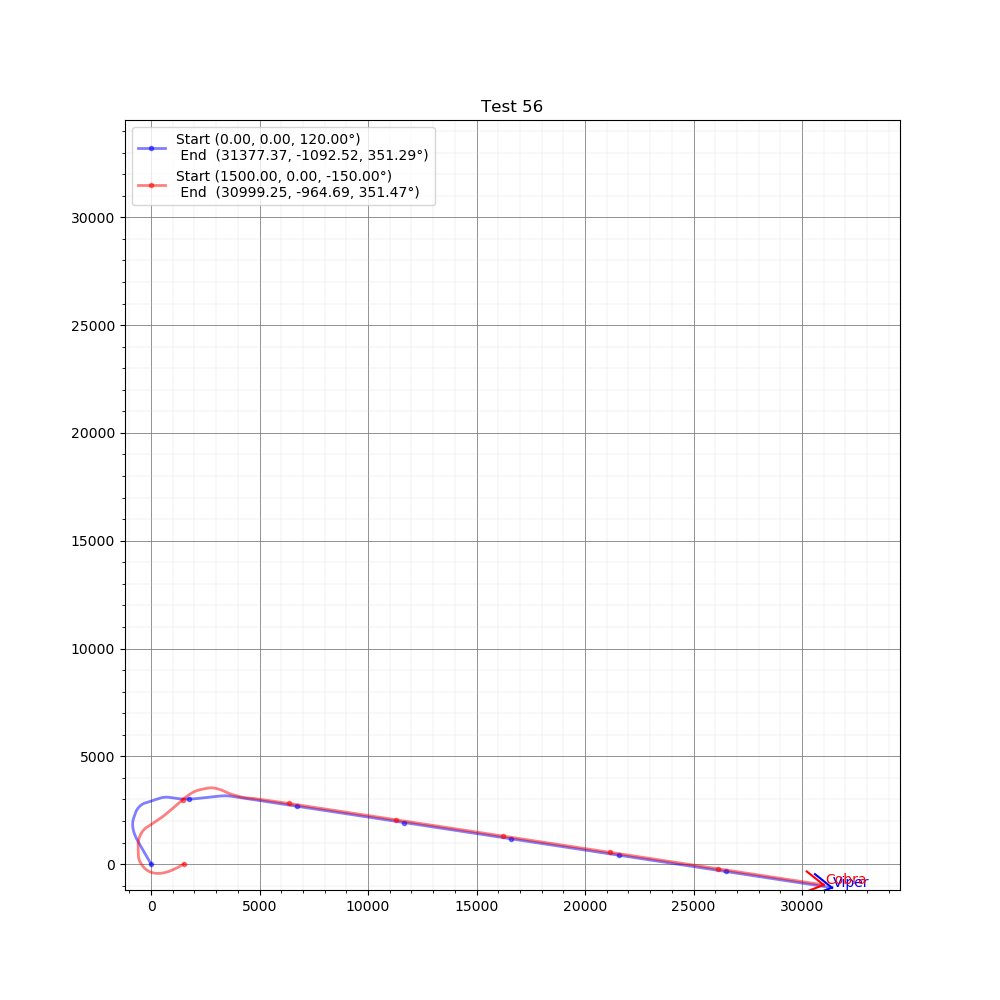 Test 56
Start (0.00, 0.00, 120.00°)
End (31377.37, -1092.52, 351.29°)
Start (1500.00, 0.00, -150.00°)
End (30999.25, -964.69, 351.47°)
30000
25000
20000
15000
10000
5000
0
Cobra
Viper
0 5000 10000 15000 20000 25000 30000